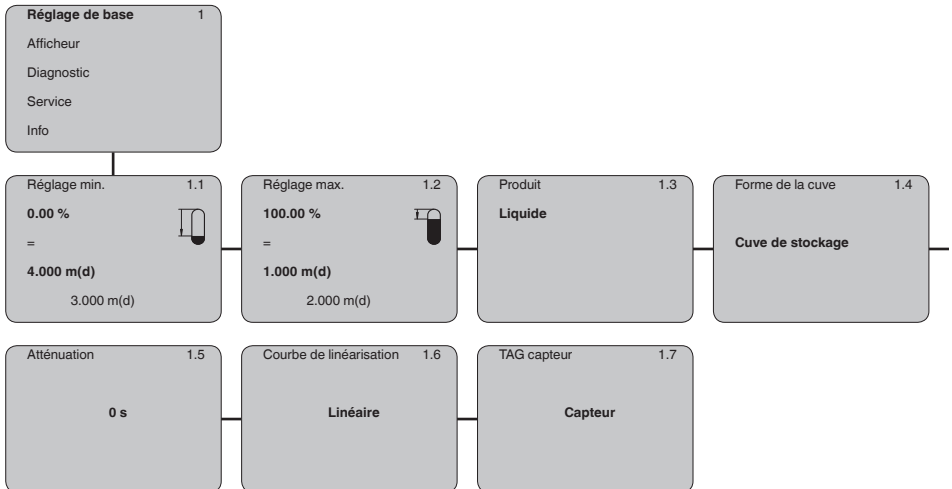 Réglage de base 1
Afficheur
Diagnostic
Service
Info
Réglage min. 1.1
0.00 %
=
4.000 m(d)
3.000 m(d)
Réglage max. 1.2
100.00 %
=
1.000 m(d)
2.000 m(d)
Produit 1.3
Liquide
Forme de la cuve 1.4
Cuve de stockage
Atténuation 1.5
0 s
Courbe de linéarisation 1.6
Linéaire
TAG capteur 1.7
Capteur